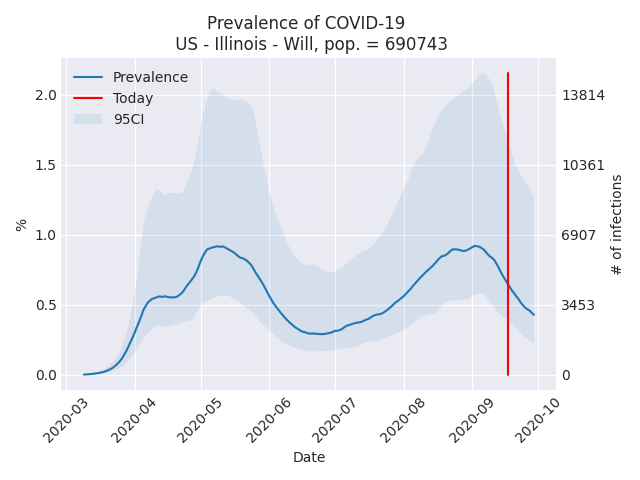 Prevalence of COVID-19
US - Illinois - Will, pop. = 690743
Prevalence
Today
95CI
2.0
1.5
1.0
0.5
0.0
%
13814
10361
6907
3453
0
# of infections
2020-03
2020-04
2020-05
2020-06
2020-07
2020-08
2020-09
2020-10
Date